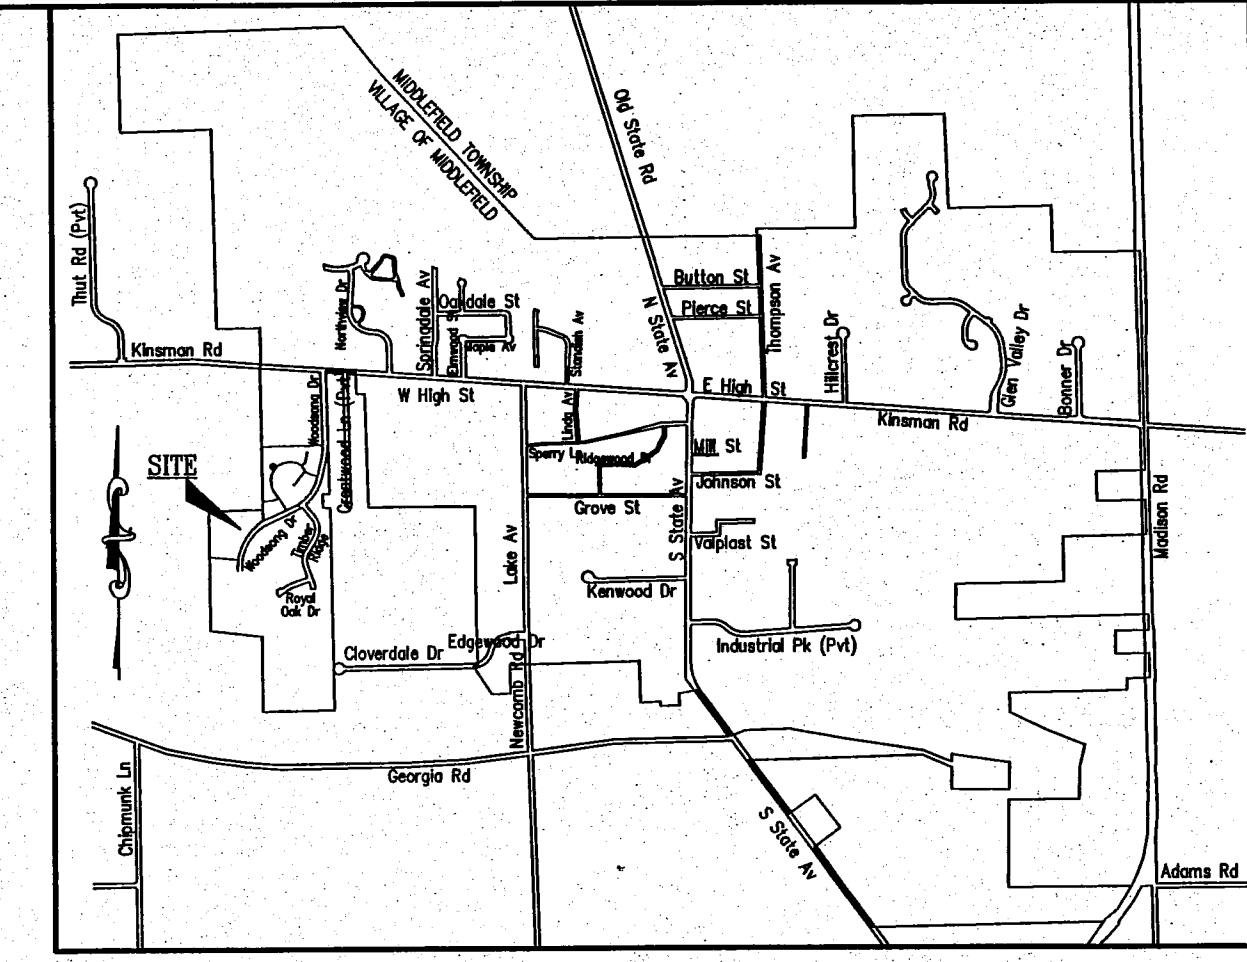 MIDDLEFIELD TOWNSHIP
VILLAGE OF MIDDLEFIELD
Old State Rd
Thut Rd (Pvt)
Northview Dr
Springdale Av
Oakdale St
Elmwood St
Maple Av
Standish Av
Button St
Pierce St
N State Av
Thompson Av
Hillcrest Dr
Glen Valley Dr
Bonner Dr
Kinsman Rd
W High St
E High St
Kinsman Rd
Woodsong Dr
Greentwood Ln (Pvt)
Linda Av
Sperry Ln
Ridgewood Dr
Mill St
Johnson St
SITE
Grove St
S State Av
Valplast St
Madison Rd
Woodsong Dr
Timber
Ridge
Royal
Oak Dr
Lake Av
Kenwood Dr
Edgewood Dr
Cloverdale Dr
Industrial Pk (Pvt)
Newcomb Rd
Georgia Rd
Chipmunk Ln
S State Av
Adams Rd